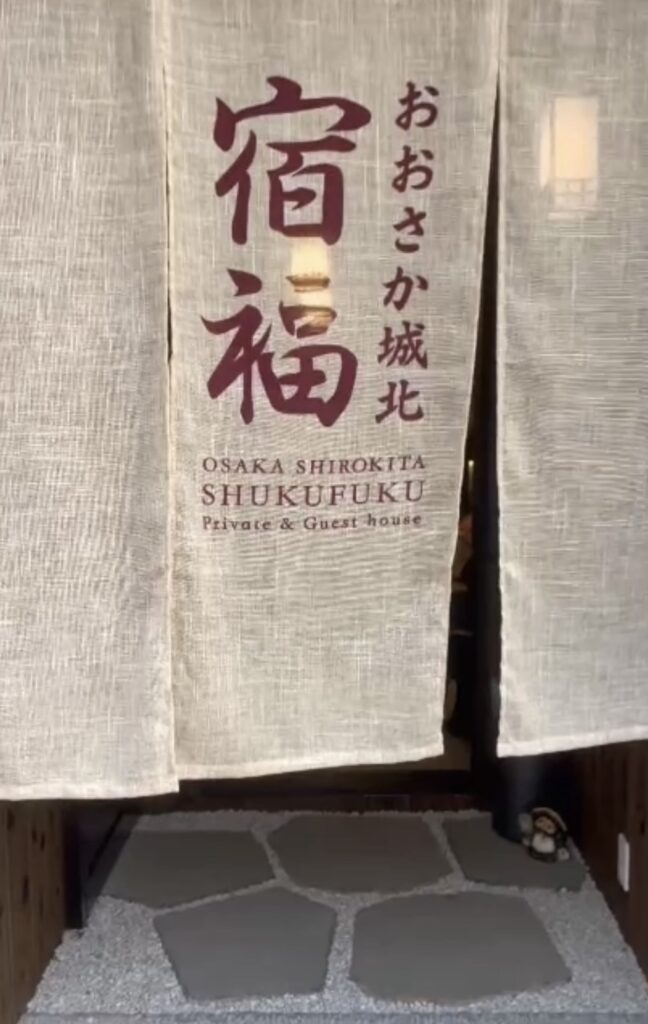 おおさか城北
宿福
OSAKA SHIROKITA
SHUKUFUKU
Private & Guest house